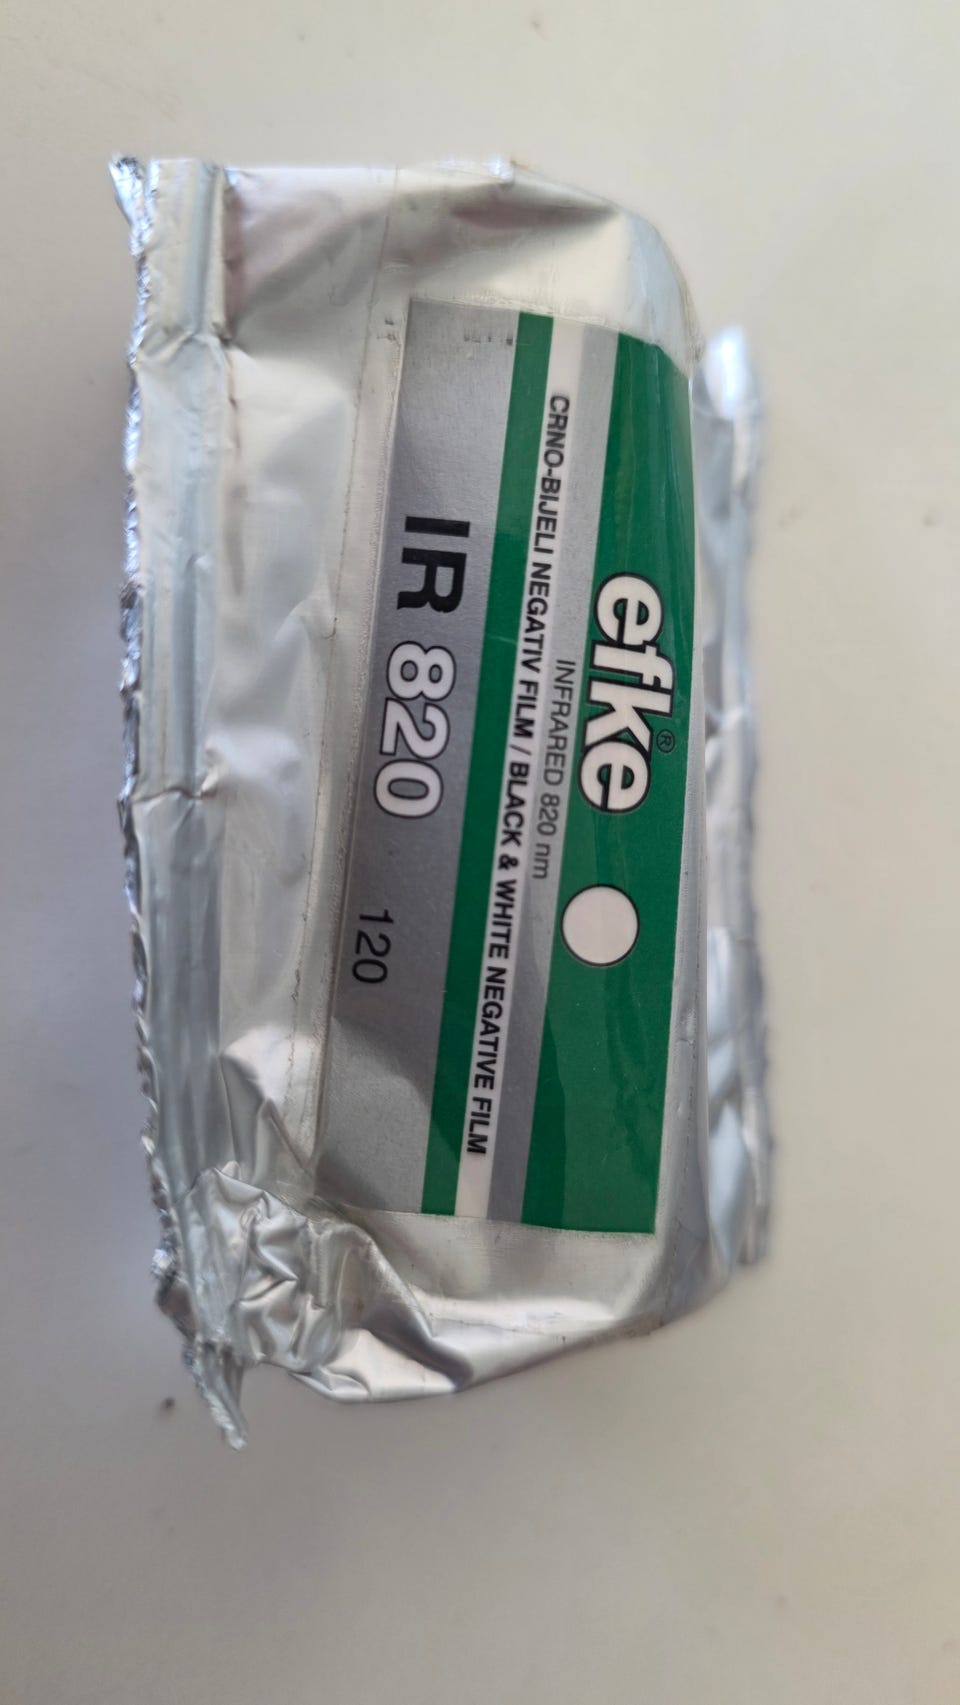 efke®
INFRARED 820 nm
CRNO-BIJELI NEGATIV FILM / BLACK & WHITE NEGATIVE FILM
IR 820
120